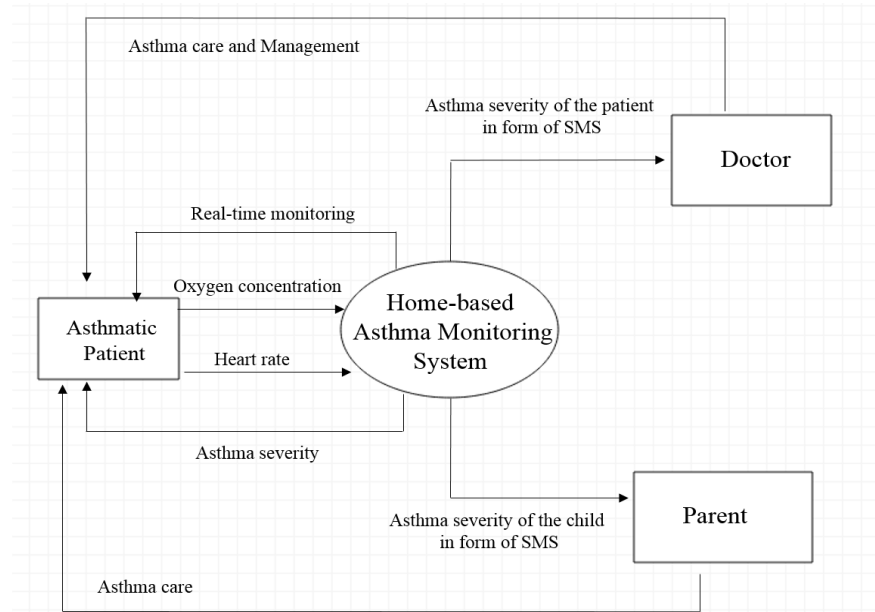 Asthma care and Management
Asthma severity of the patient
in form of SMS
Doctor
Real-time monitoring
Oxygen concentration
Home-based
Asthma Monitoring
System
Asthmatic
Patient
Heart rate
Asthma severity
Asthma severity of the child
in form of SMS
Parent
Asthma care